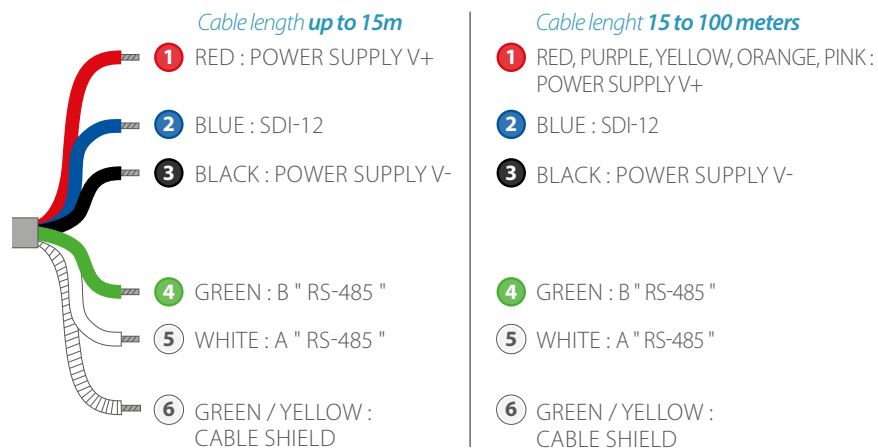 Cable length up to 15m
1 RED : POWER SUPPLY V+
2 BLUE : SDI-12
3 BLACK : POWER SUPPLY V-
4 GREEN : B " RS-485 "
5 WHITE : A " RS-485 "
6 GREEN / YELLOW :
CABLE SHIELD
Cable lenght 15 to 100 meters
1 RED, PURPLE, YELLOW, ORANGE, PINK :
POWER SUPPLY V+
2 BLUE : SDI-12
3 BLACK : POWER SUPPLY V-
4 GREEN : B " RS-485 "
5 WHITE : A " RS-485 "
6 GREEN / YELLOW :
CABLE SHIELD